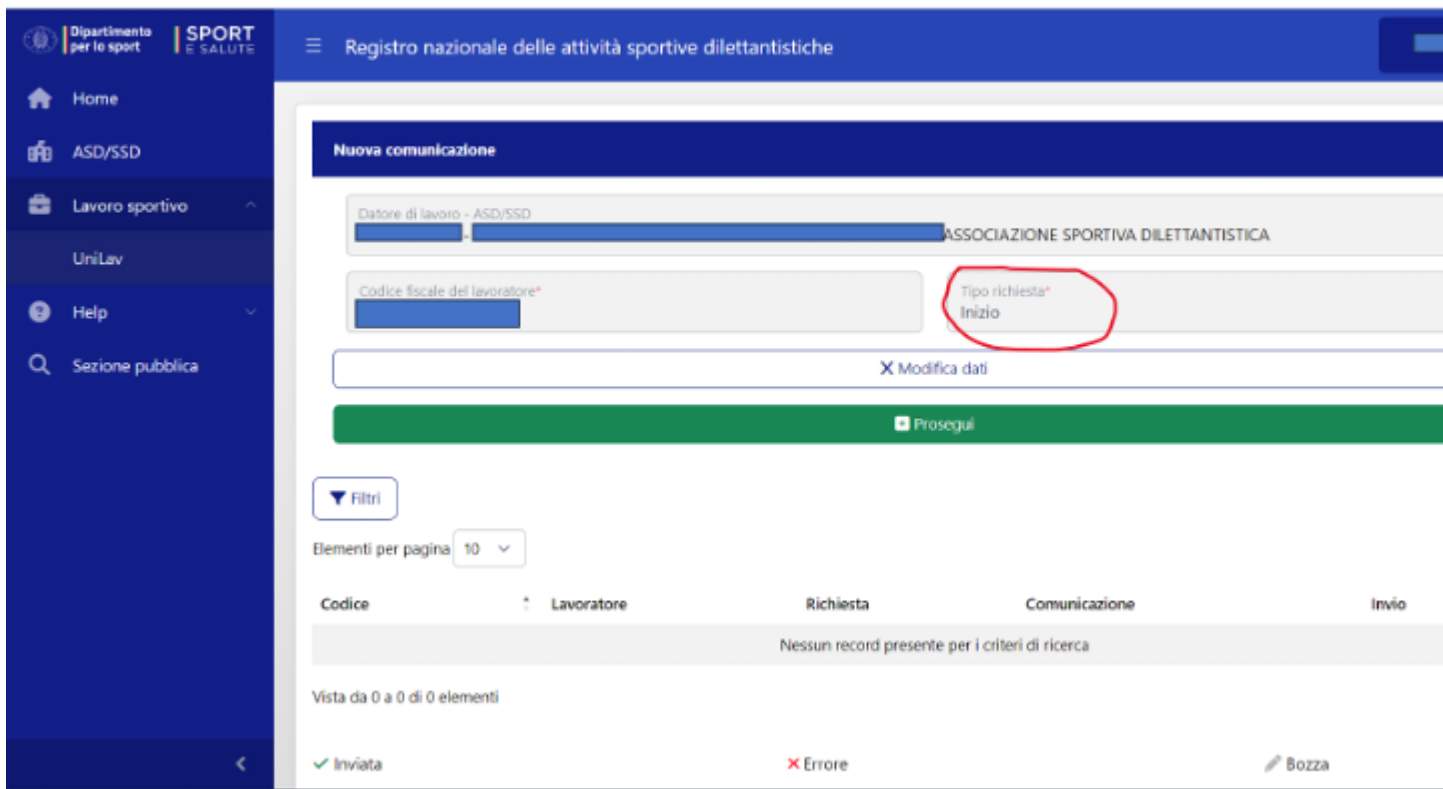 Dipartimento
per lo sport
SPORT
E SALUTE
Registro nazionale delle attività sportive dilettantistiche
Home
ASD/SSD
Lavoro sportivo
UniLav
Help
Sezione pubblica
Nuova comunicazione
Datore di lavoro - ASD/SSD
- ASSOCIAZIONE SPORTIVA DILETTANTISTICA
Codice fiscale del lavoratore*
Tipo richiesta*
Inizio
Modifica dati
Prosegui
Filtri
Elementi per pagina 10
Codice Lavoratore Richiesta Comunicazione Invio
Nessun record presente per i criteri di ricerca
Vista da 0 a 0 di 0 elementi
Inviata Errore Bozza